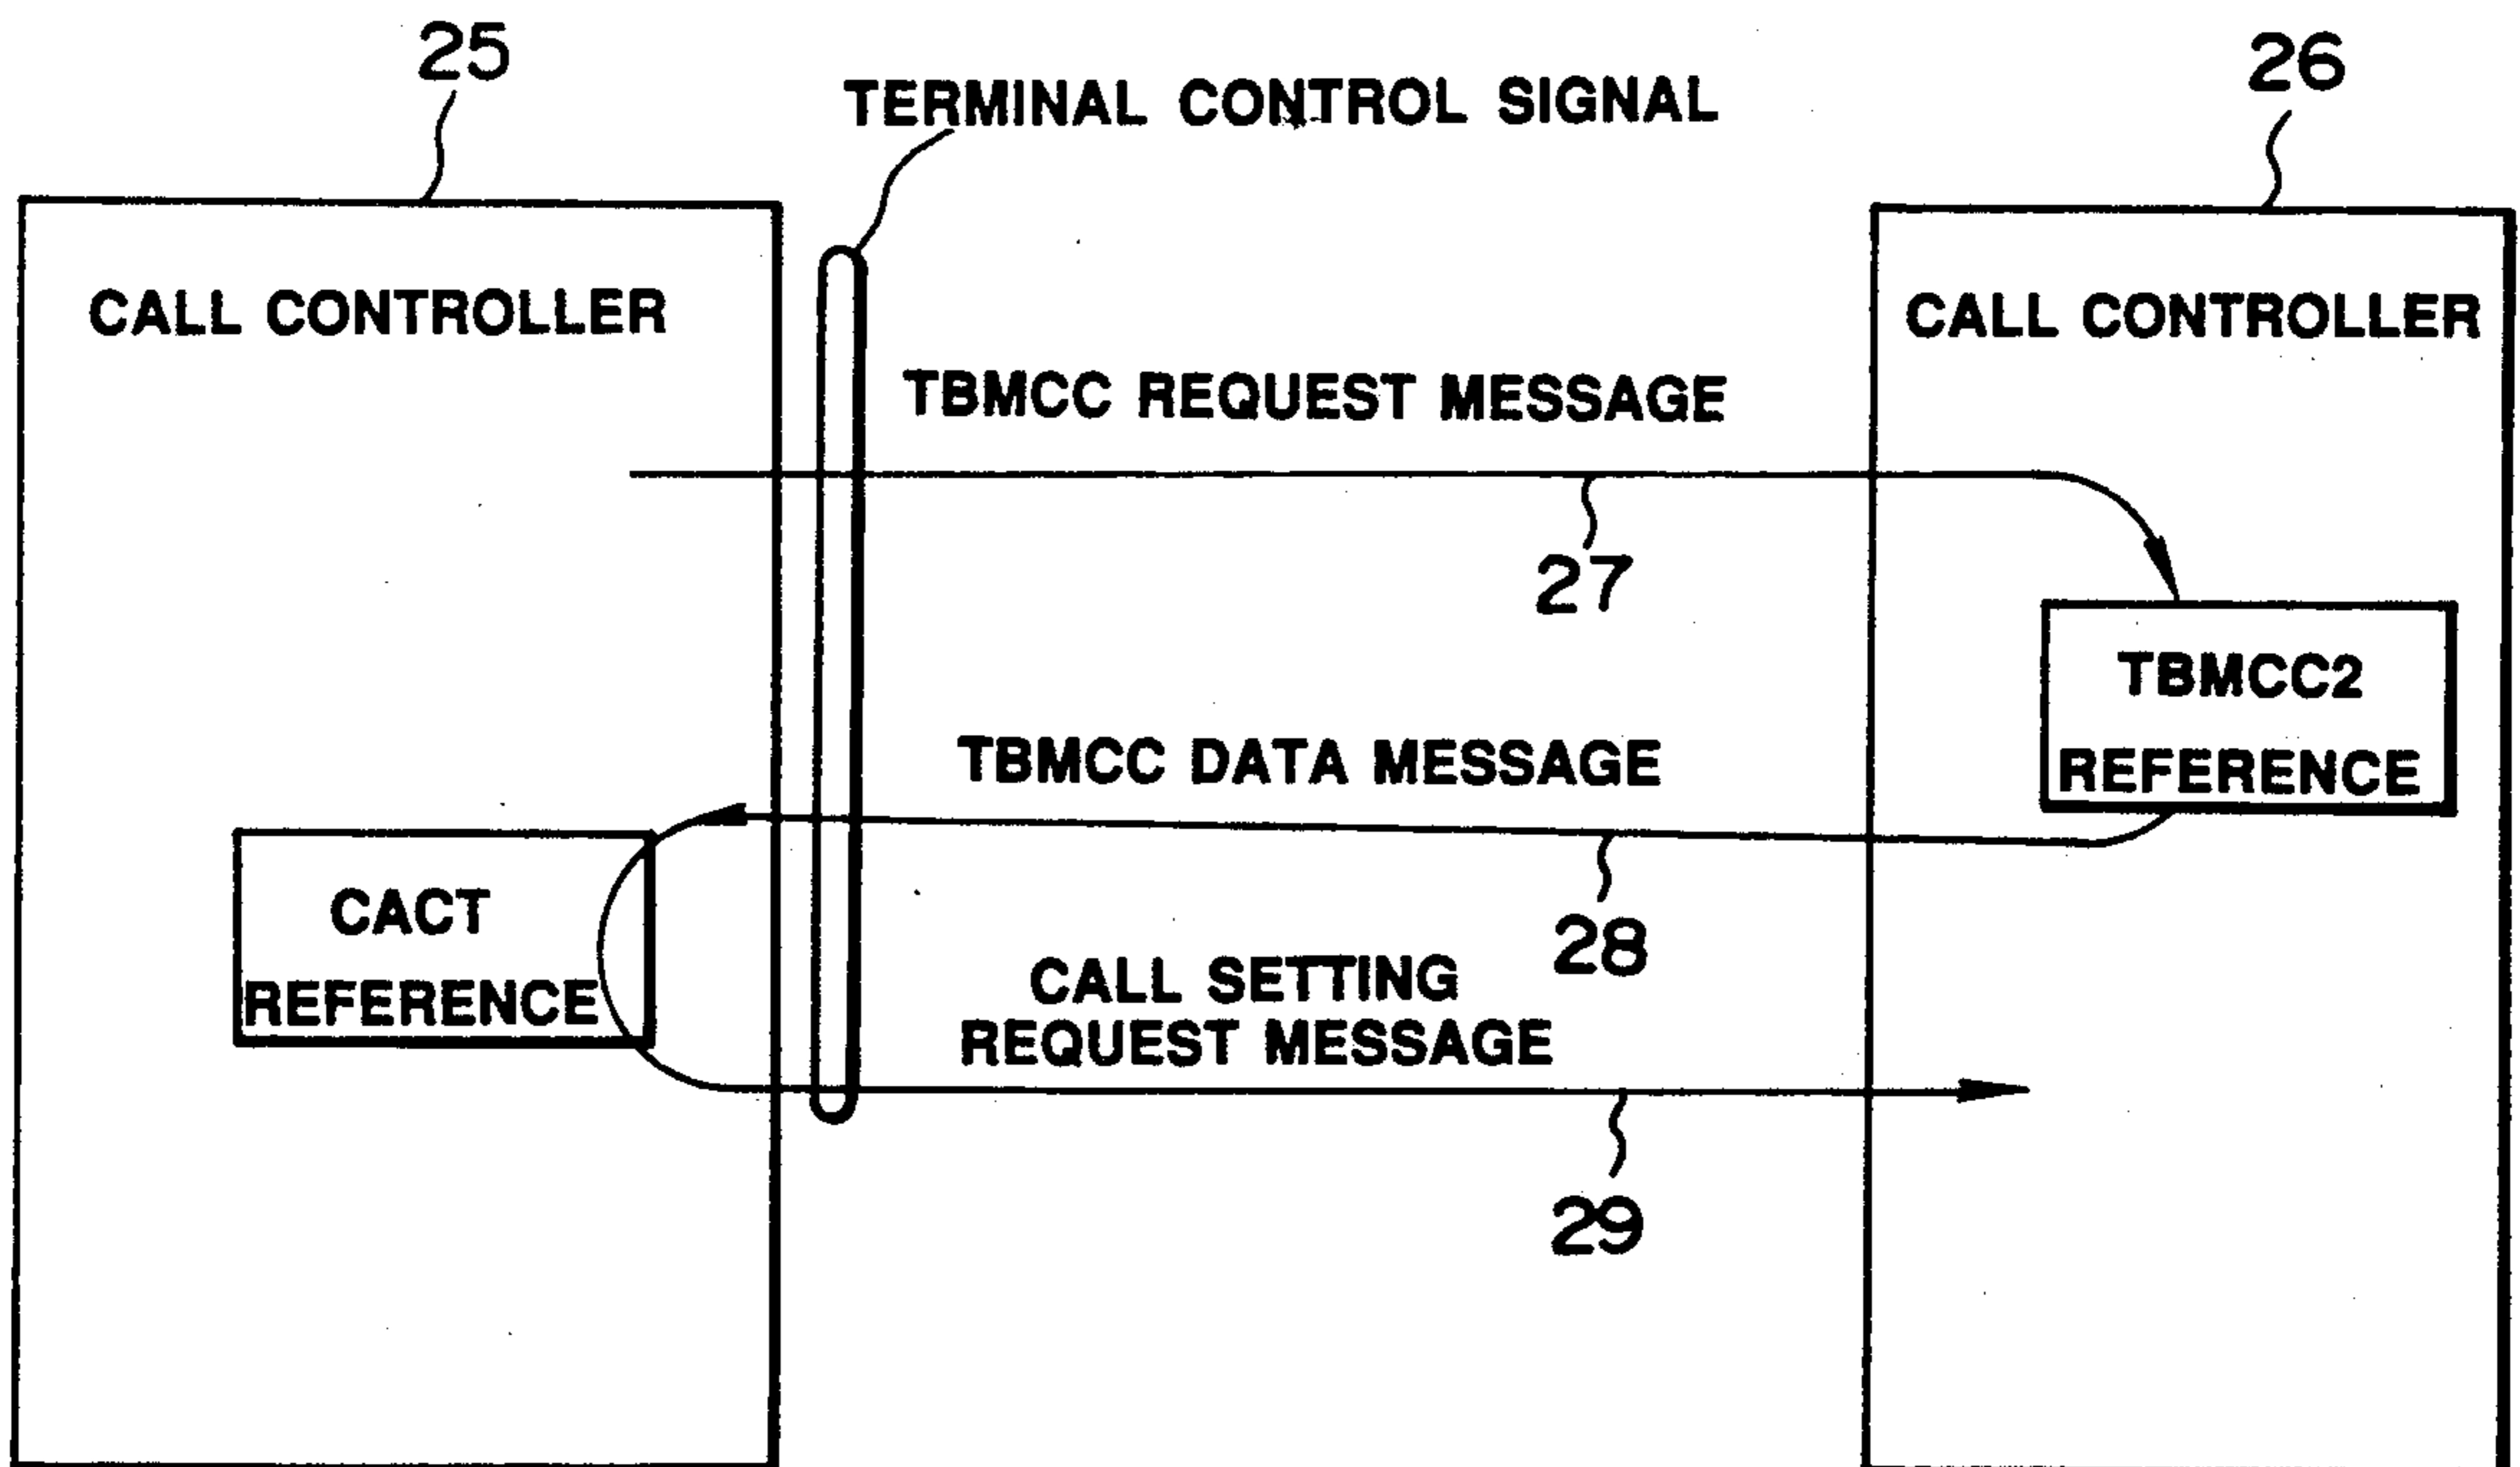 25
26
TERMINAL CONTROL SIGNAL
CALL CONTROLLER
CALL CONTROLLER
TBMCC REQUEST MESSAGE
27
TBMCC2
REFERENCE
TBMCC DATA MESSAGE
28
CACT
REFERENCE
CALL SETTING
REQUEST MESSAGE
29